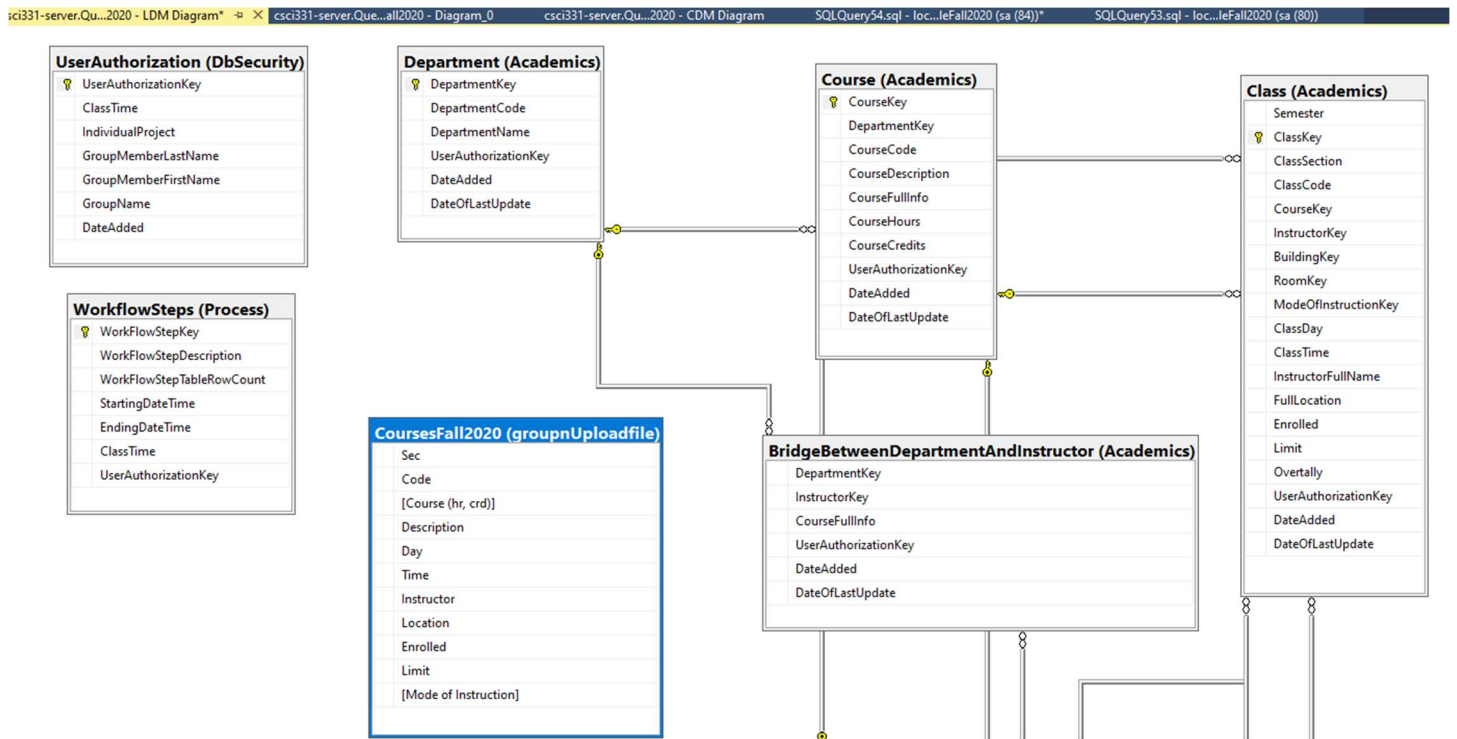 sci331-server.Qu...2020 - LDM Diagram*
csci331-server.Que...all2020 - Diagram_0
csci331-server.Qu...2020 - CDM Diagram
SQLQuery54.sql - loc...leFall2020 (sa (84))*
SQLQuery53.sql - loc...leFall2020 (sa (80))
UserAuthorization (DbSecurity)
UserAuthorizationKey
ClassTime
IndividualProject
GroupMemberLastName
GroupMemberFirstName
GroupName
DateAdded
Department (Academics)
DepartmentKey
DepartmentCode
DepartmentName
UserAuthorizationKey
DateAdded
DateOfLastUpdate
Course (Academics)
CourseKey
DepartmentKey
CourseCode
CourseDescription
CourseFullInfo
CourseHours
CourseCredits
UserAuthorizationKey
DateAdded
DateOfLastUpdate
Class (Academics)
Semester
ClassKey
ClassSection
ClassCode
CourseKey
InstructorKey
BuildingKey
RoomKey
ModeOfInstructionKey
ClassDay
ClassTime
InstructorFullName
FullLocation
Enrolled
Limit
Overtally
UserAuthorizationKey
DateAdded
DateOfLastUpdate
WorkflowSteps (Process)
WorkFlowStepKey
WorkFlowStepDescription
WorkFlowStepTableRowCount
StartingDateTime
EndingDateTime
ClassTime
UserAuthorizationKey
CoursesFall2020 (groupnUploadfile)
Sec
Code
[Course (hr, crd)]
Description
Day
Time
Instructor
Location
Enrolled
Limit
[Mode of Instruction]
BridgeBetweenDepartmentAndInstructor (Academics)
DepartmentKey
InstructorKey
CourseFullInfo
UserAuthorizationKey
DateAdded
DateOfLastUpdate